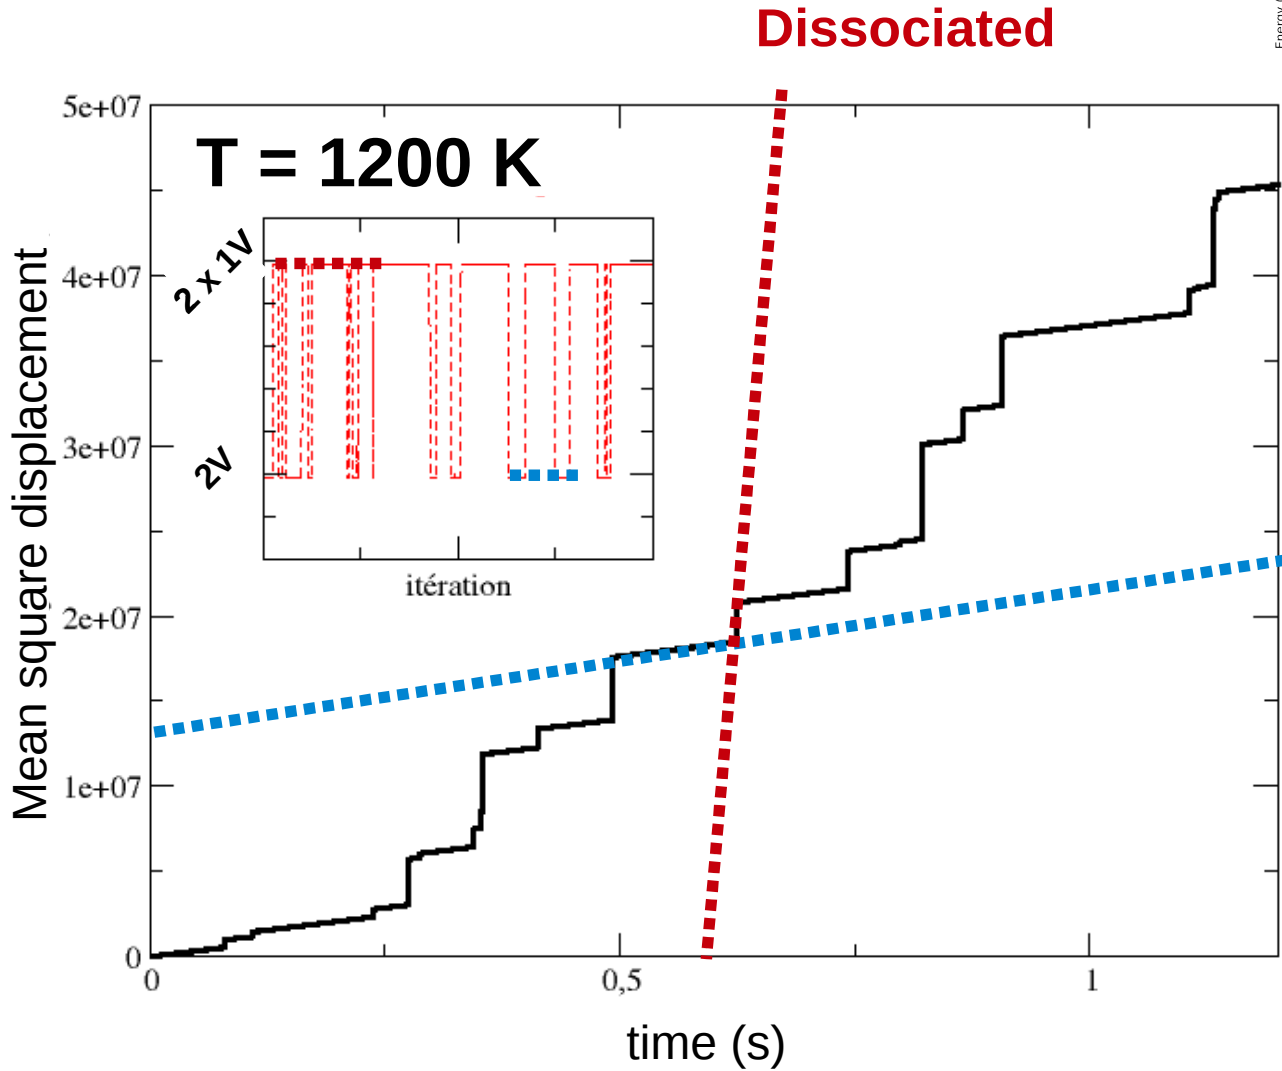 Dissociated
Energy
5e+07
T = 1200 K
2 x 1V
4e+07
2V
3e+07
itération
2e+07
1e+07
0
0
0,5
1
Mean square displacement
time (s)